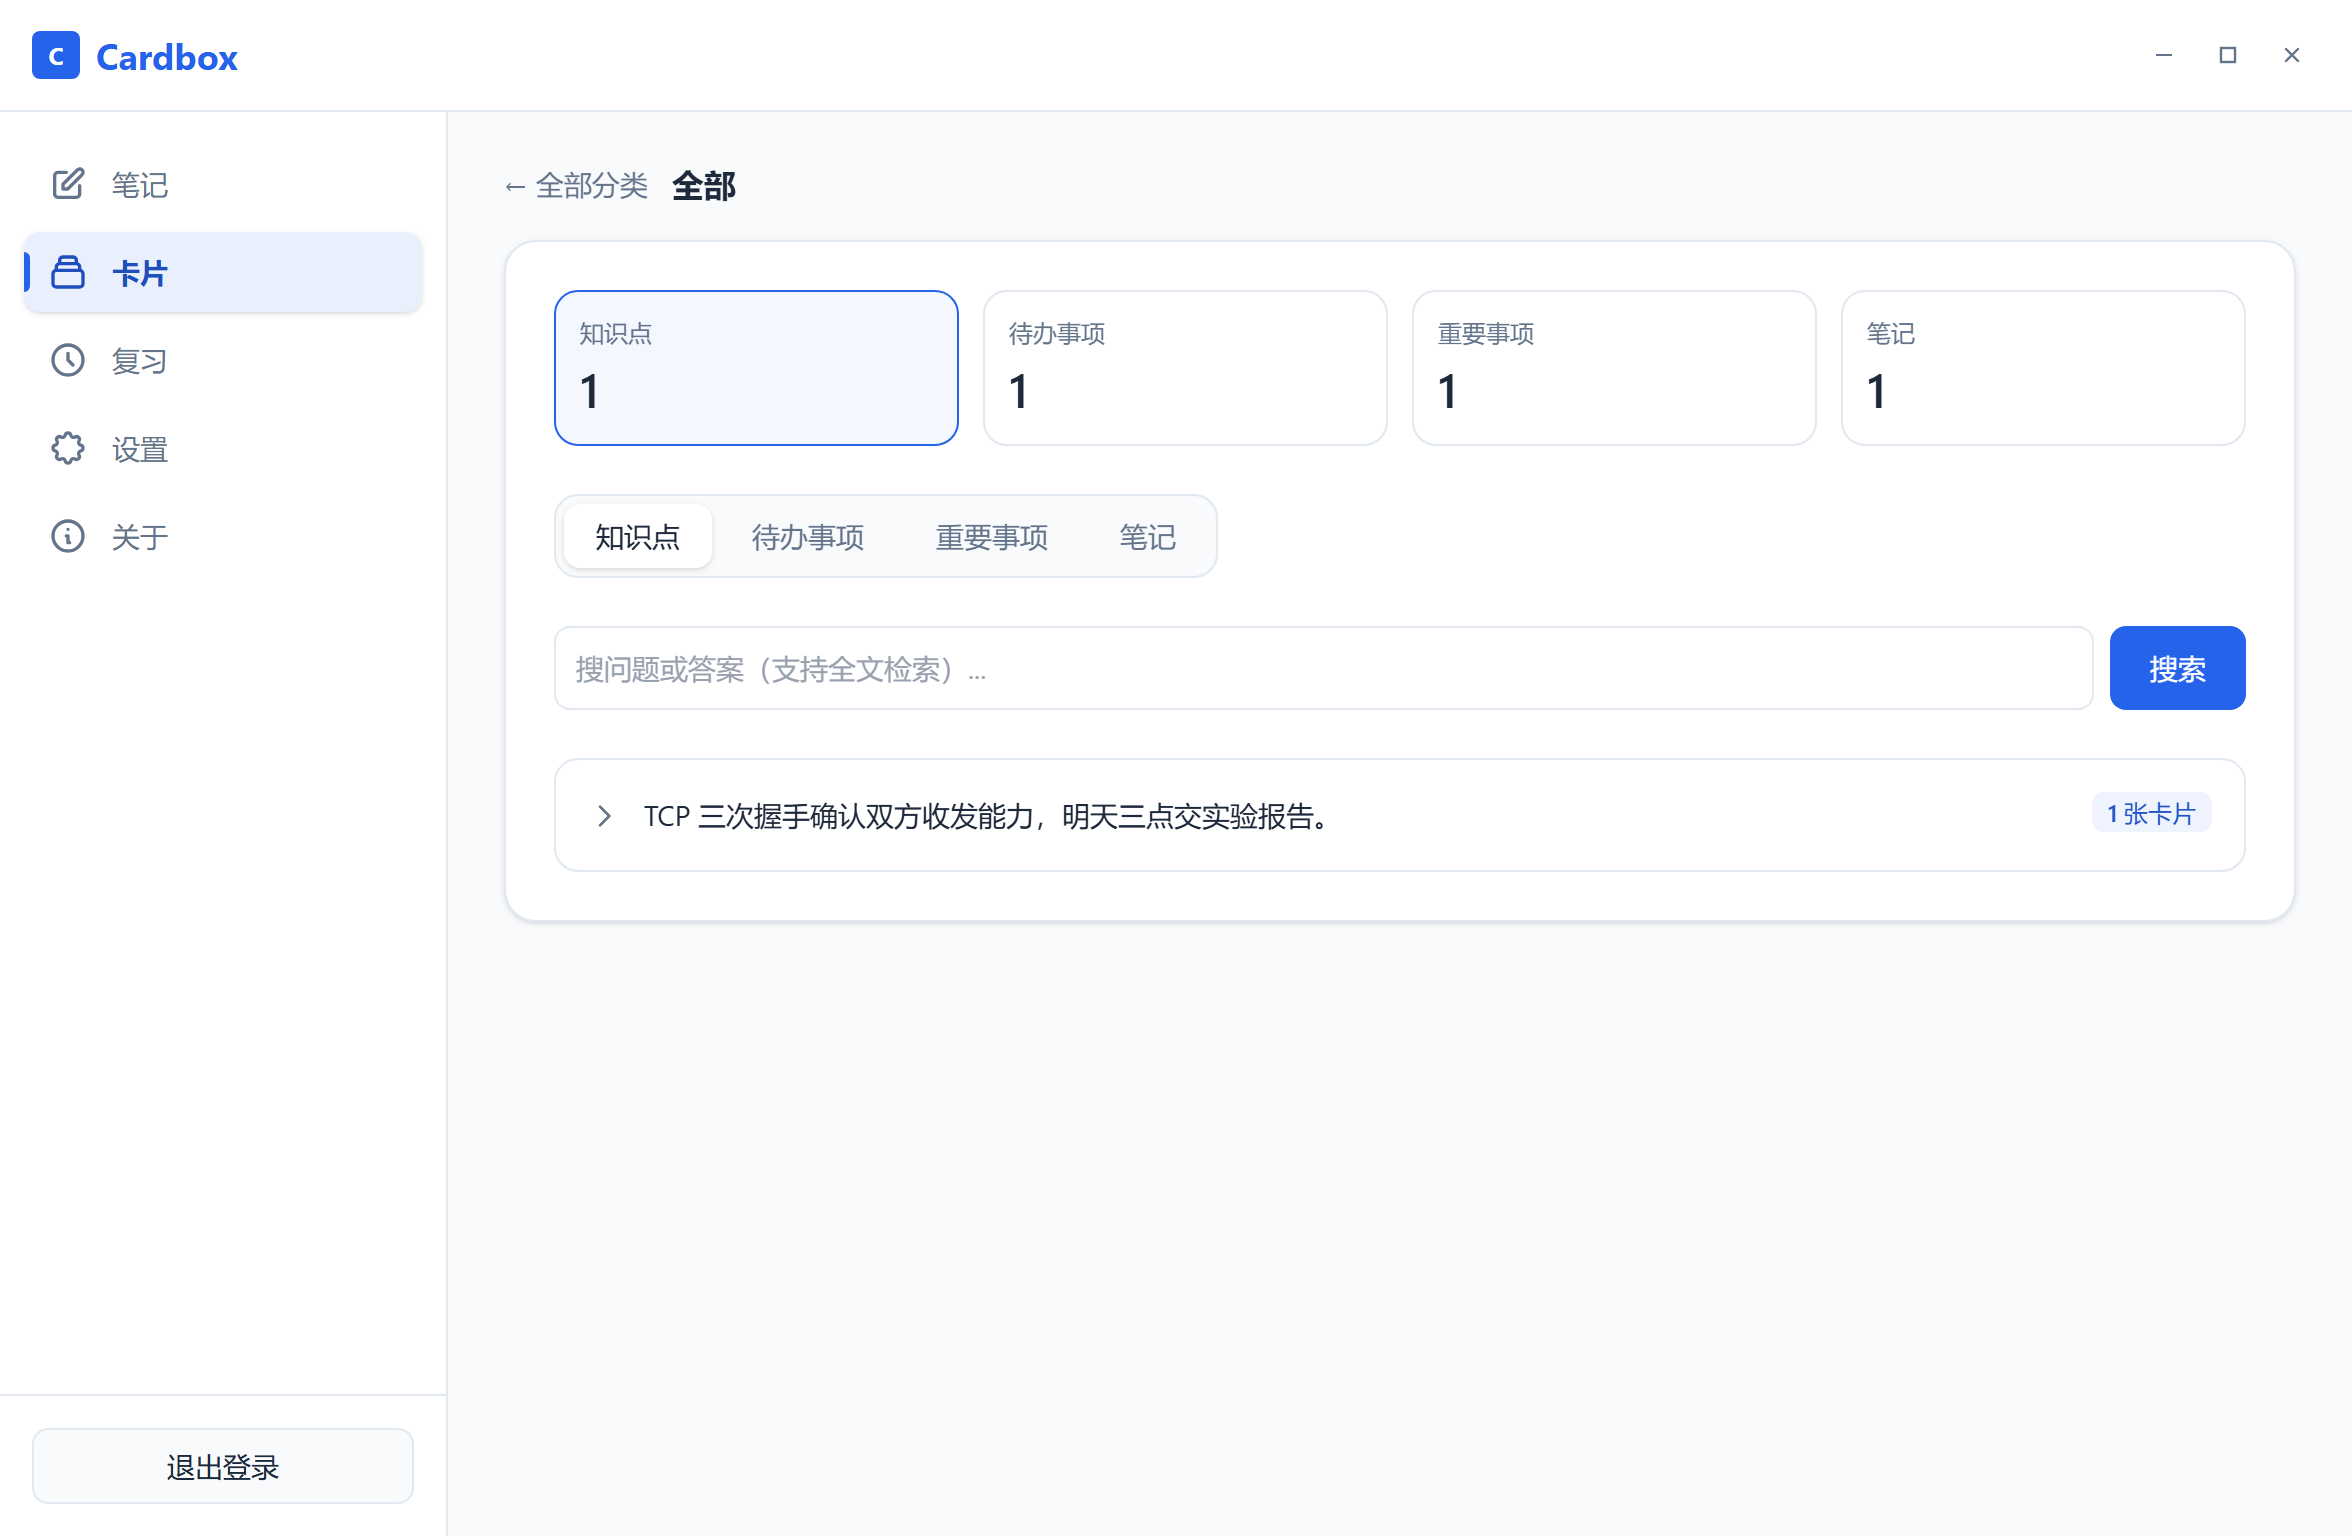 C Cardbox
笔记
卡片
复习
设置
关于
退出登录
← 全部分类 全部
知识点
1
待办事项
1
重要事项
1
笔记
1
知识点 待办事项 重要事项 笔记
搜问题或答案（支持全文检索）...
搜索
TCP 三次握手确认双方收发能力，明天三点交实验报告。
1 张卡片